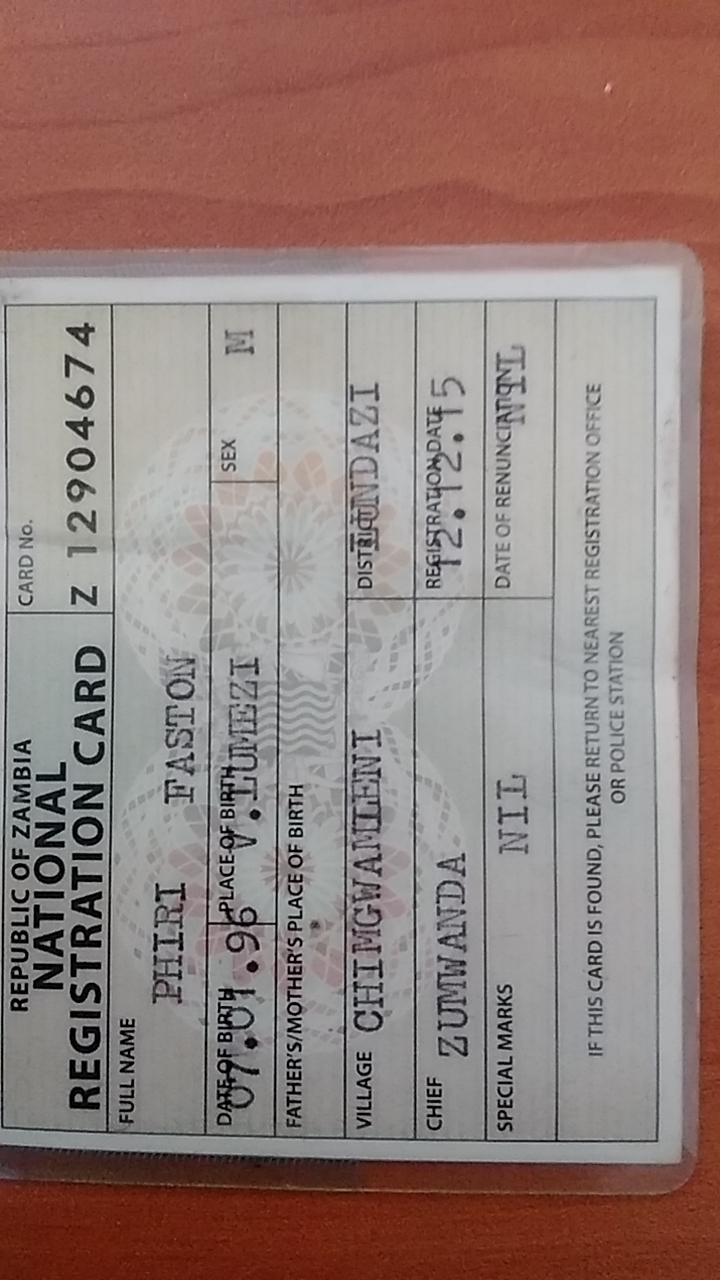 REPUBLIC OF ZAMBIA
NATIONAL
REGISTRATION CARD
CARD No.
Z 12904674
FULL NAME
PHIRI FASTON
DATE OF BIRTH
07.01.96
PLACE OF BIRTH
V.LUMEZI
SEX
M
FATHER'S/MOTHER'S PLACE OF BIRTH
VILLAGE CHIMGWAMLENI
DISTRICT
LUNDAZI
CHIEF ZUMWANDA
REGISTRATION DATE
12.12.15
SPECIAL MARKS NIL
DATE OF RENUNCIATION
NIL
IF THIS CARD IS FOUND, PLEASE RETURN TO NEAREST REGISTRATION OFFICE
OR POLICE STATION